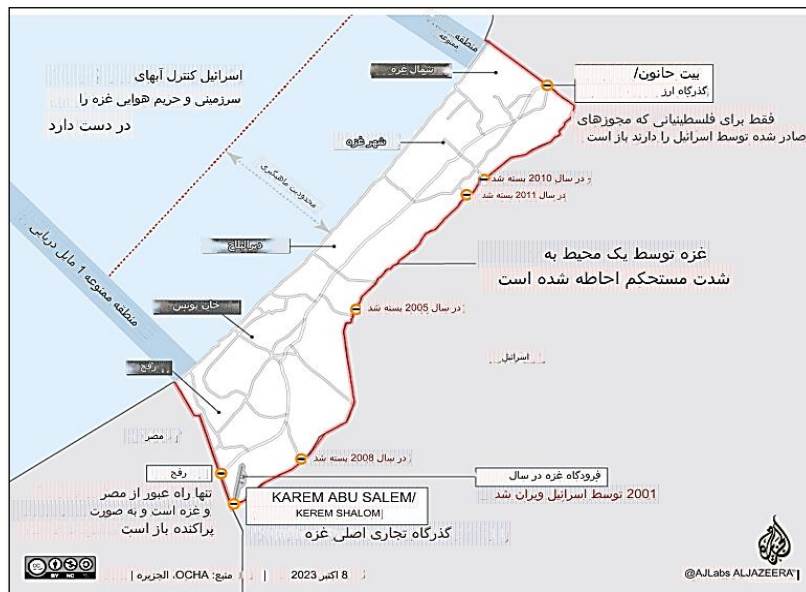 منطقه
ممنوعه
شمال غزه
بیت حانون/
گذرگاه ارز
فقط برای فلسطینیانی که مجوزهای
صادر شده توسط اسرائیل را دارند باز است
اسرائیل کنترل آبهای
سرزمینی و حریم هوایی غزه را
در دست دارد
شهر غزه
محدودیت ماهیگیری
در سال 2010 بسته شد
در سال 2011 بسته شد
غزه توسط یک محیط به
شدت مستحکم احاطه شده است
منطقه ممنوعه 1 مایل دریایی
خان یونس
در سال 2005 بسته شد
اسرائیل
رفح
مصر
در سال 2008 بسته شد
رفح
تنها راه عبور از مصر
و غزه است و به صورت
پراکنده باز است
فرودگاه غزه در سال
2001 توسط اسرائیل ویران شد
KAREM ABU SALEM/
KEREM SHALOM
گذرگاه تجاری اصلی غزه
8 اکتبر 2023 | منبع: OCHA، الجزیره |
@AJLabs ALJAZEERA
CC BY NC